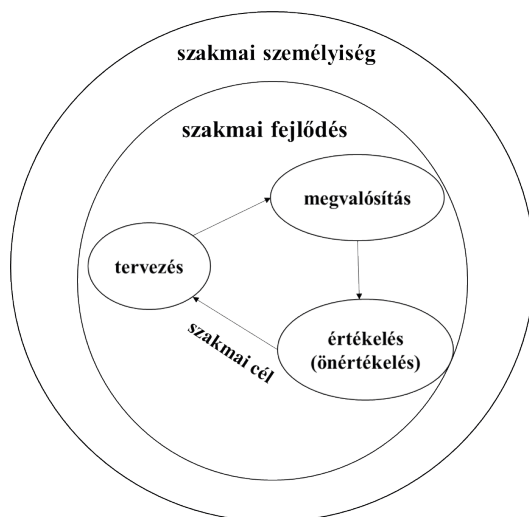 szakmai személyiség
szakmai fejlődés
megvalósítás
tervezés
értékelés
(önértékelés)
szakmai cél